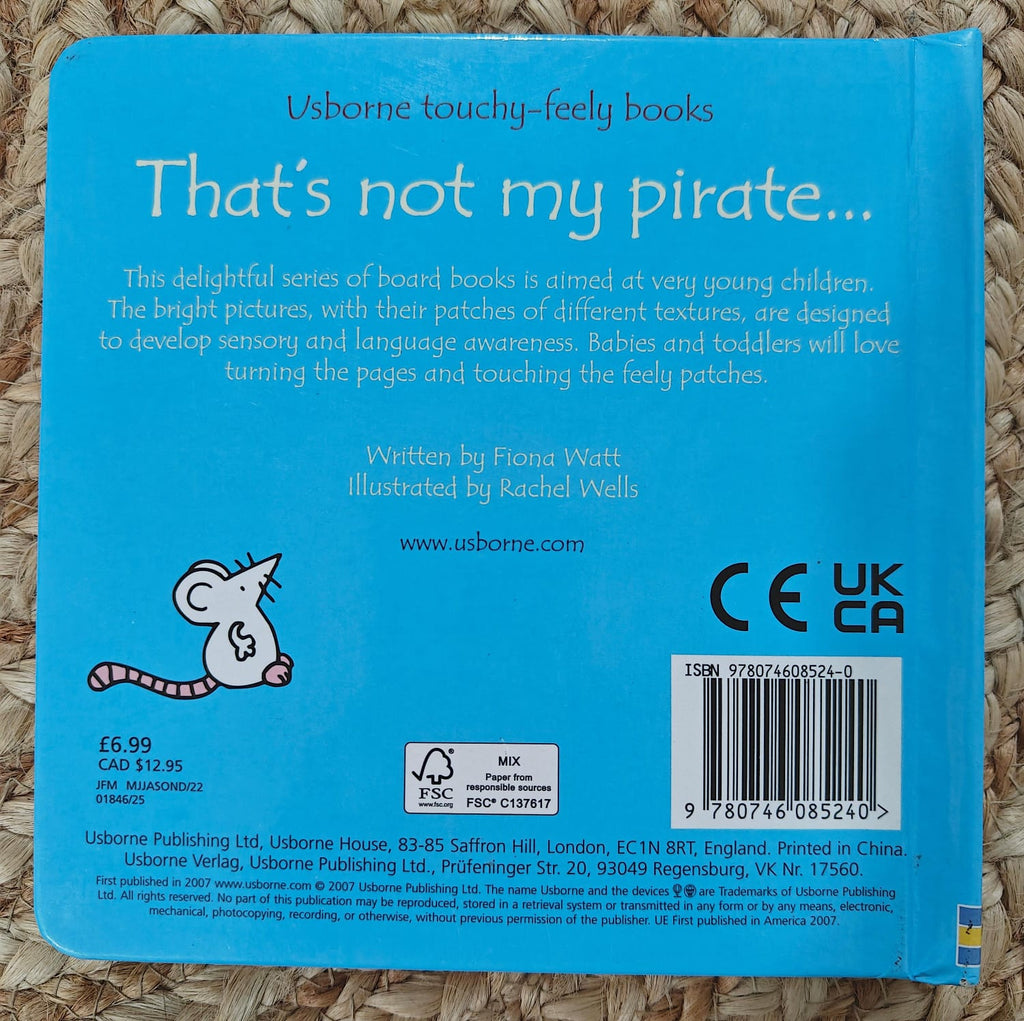 Usborne touchy-feely books
That's not my pirate...
This delightful series of board books is aimed at very young children.
The bright pictures, with their patches of different textures, are designed
to develop sensory and language awareness. Babies and toddlers will love
turning the pages and touching the feely patches.
Written by Fiona Watt
Illustrated by Rachel Wells
www.usborne.com
CE UK
CA
ISBN 978074608524-0
9 780746 085240 >
£6.99
CAD $12.95
JFM MJJASOND/22
01846/25
FSC®
www.fsc.org
MIX
Paper from
responsible sources
FSC® C137617
Usborne Publishing Ltd, Usborne House, 83-85 Saffron Hill, London, EC1N 8RT, England. Printed in China.
Usborne Verlag, Usborne Publishing Ltd., Prüfeninger Str. 20, 93049 Regensburg, VK Nr. 17560.
First published in 2007 www.usborne.com © 2007 Usborne Publishing Ltd. The name Usborne and the devices are Trademarks of Usborne Publishing
Ltd. All rights reserved. No part of this publication may be reproduced, stored in a retrieval system or transmitted in any form or by any means, electronic,
mechanical, photocopying, recording, or otherwise, without previous permission of the publisher. UE First published in America 2007.